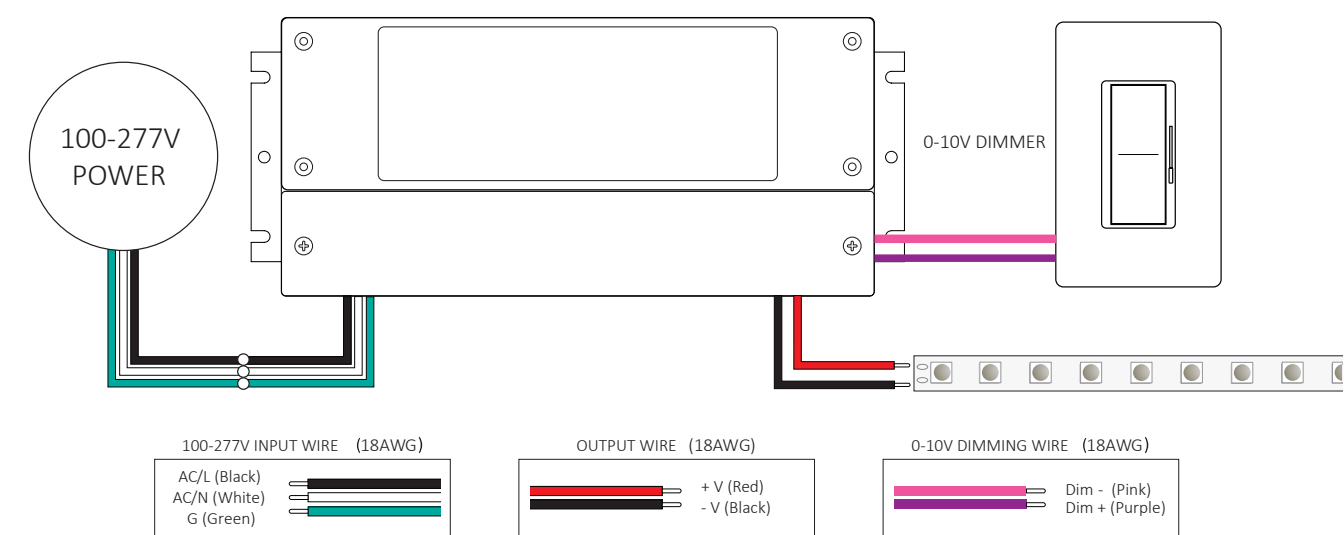 100-277V
POWER
0-10V DIMMER
100-277V INPUT WIRE (18AWG)
AC/L (Black)
AC/N (White)
G (Green)
OUTPUT WIRE (18AWG)
+ V (Red)
- V (Black)
0-10V DIMMING WIRE (18AWG)
Dim - (Pink)
Dim + (Purple)